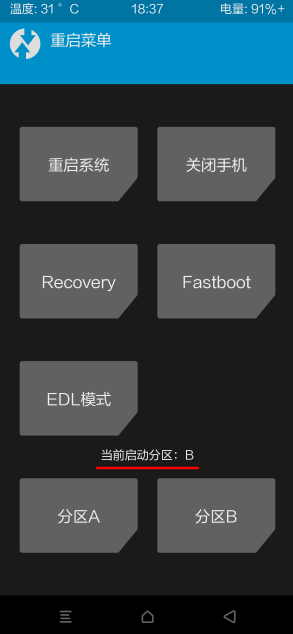 温度: 31 ° C 18:37 电量: 91%+
重启菜单
重启系统 关闭手机
Recovery Fastboot
EDL模式
当前启动分区: B
分区A 分区B